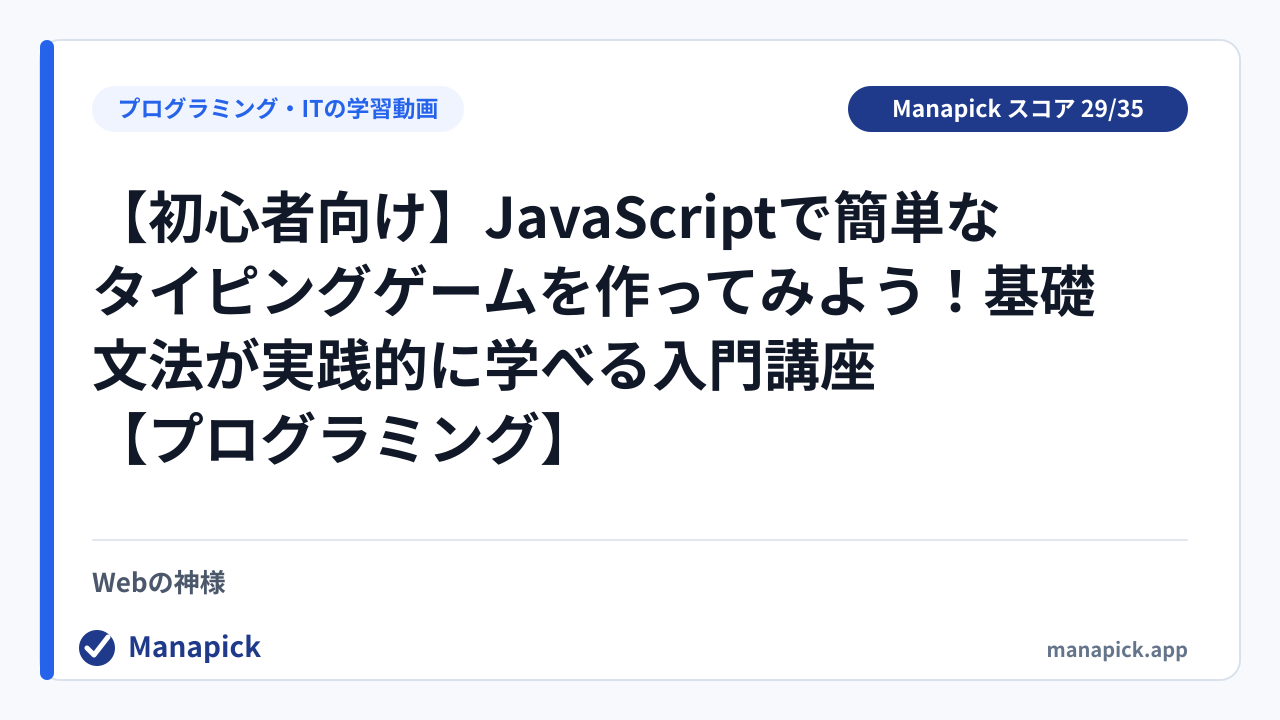 プログラミング・ITの学習動画
Manapick スコア 29/35
【初心者向け】JavaScriptで簡単な
タイピングゲームを作ってみよう！基礎
文法が実践的に学べる入門講座
【プログラミング】
Webの神様
Manapick
manapick.app